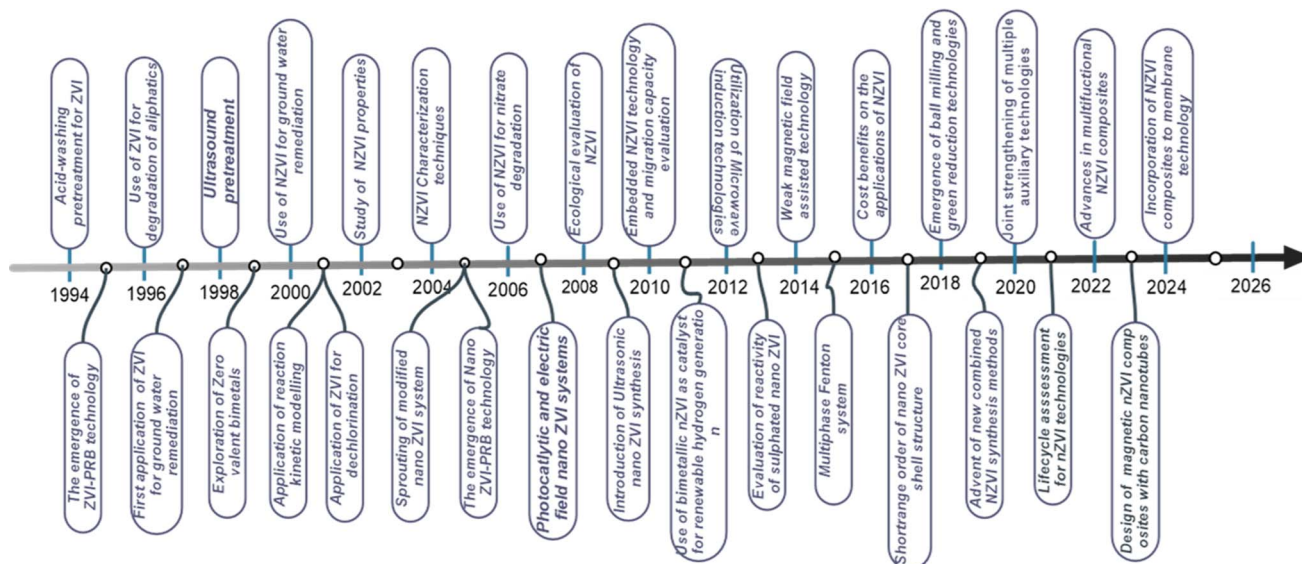 Acid-washing
pretreatment for ZVI
Use of ZVI for
degradation of aliphatics
Ultrasound
pretreatment
Use of NZVI for ground water
remediation
Study of NZVI properties
NZVI Characterization
techniques
Use of NZVI for nitrate
degradation
Ecological evaluation of
NZVI
Embedded NZVI technology
and migration capacity
evaluation
Utilization of Microwave
induction technologies
Weak magnetic field
assisted technology
Cost benefits on the
applications of NZVI
Emergence of ball milling and
green reduction technologies
Joint strengthening of multiple
auxiliary technologies
Advances in multifuctional
NZVI composites
Incorporation of NZVI
composites to membrane
technology
1994
1996
1998
2000
2002
2004
2006
2008
2010
2012
2014
2016
2018
2020
2022
2024
2026
The emergence of
ZVI-PRB technology
First application of ZVI
for ground water
remediation
Exploration of Zero
valent bimetals
Application of reaction
kinetic modelling
Application of ZVI for
dechlorination
Sprouting of modified
nano ZVI system
The emergence of Nano
ZVI-PRB technology
Photocatlytic and electric
field nano ZVI systems
Introduction of Ultrasonic
nano ZVI synthesis
Use of bimetallic nZVI as catalyst
for renewable hydrogen generatio
n
Evaluation of reactivity
of sulphated nano ZVI
Multiphase Fenton
system
Shortrange order of nano ZVI core
shell structure
Advent of new combined
NZVI synthesis methods
Lifecycle assessment
for nZVI technologies
Design of magnetic nZVI comp
osites with carbon nanotubes